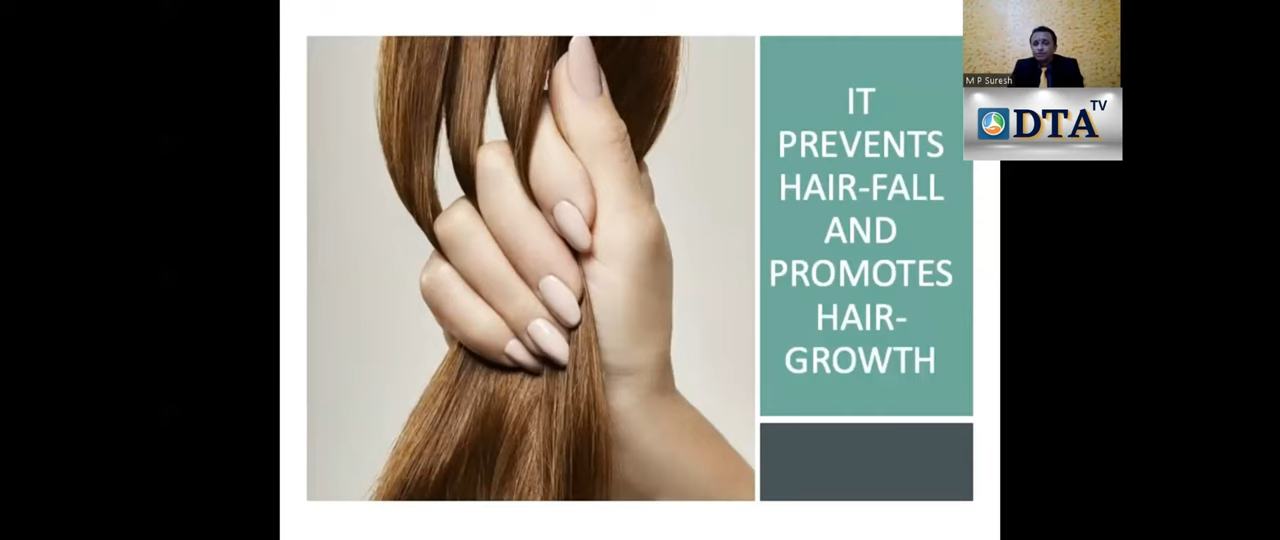 IT
PREVENTS
HAIR-FALL
AND
PROMOTES
HAIR-
GROWTH
M P Suresh
DTA TV